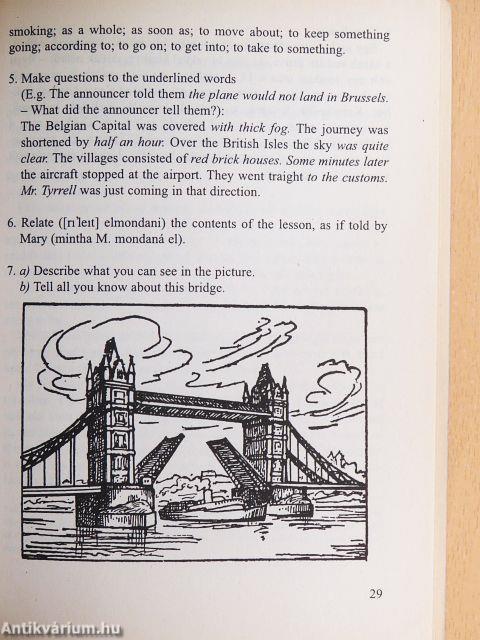 smoking; as a whole; as soon as; to move about; to keep something
going; according to; to go on; to get into; to take to something.
5. Make questions to the underlined words
(E.g. The announcer told them the plane would not land in Brussels.
– What did the announcer tell them?):
The Belgian Capital was covered with thick fog. The journey was
shortened by half an hour. Over the British Isles the sky was quite
clear. The villages consisted of red brick houses. Some minutes later
the aircraft stopped at the airport. They went traight to the customs.
Mr. Tyrrell was just coming in that direction.
6. Relate ([rɪ'leɪt] elmondani) the contents of the lesson, as if told by
Mary (mintha M. mondaná el).
7. a) Describe what you can see in the picture.
b) Tell all you know about this bridge.
29
Antikvárium.hu